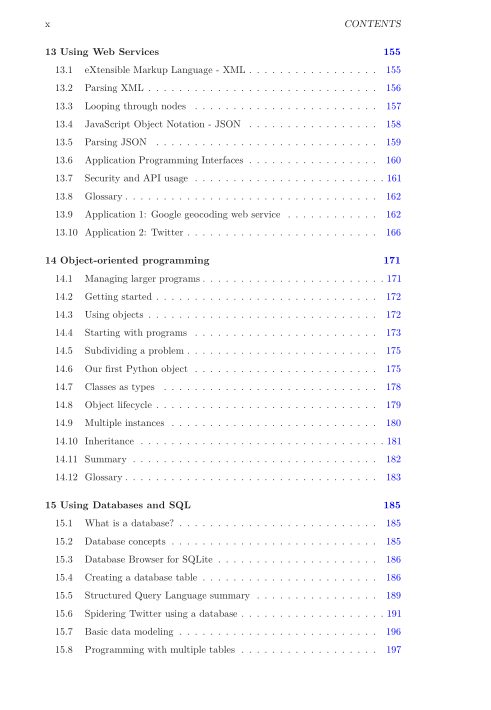 x CONTENTS
13 Using Web Services 155
13.1 eXtensible Markup Language - XML . . . . . . . . . . . . . . . . . 155
13.2 Parsing XML . . . . . . . . . . . . . . . . . . . . . . . . . . . . . . 156
13.3 Looping through nodes . . . . . . . . . . . . . . . . . . . . . . . . 157
13.4 JavaScript Object Notation - JSON . . . . . . . . . . . . . . . . . 158
13.5 Parsing JSON . . . . . . . . . . . . . . . . . . . . . . . . . . . . . 159
13.6 Application Programming Interfaces . . . . . . . . . . . . . . . . . 160
13.7 Security and API usage . . . . . . . . . . . . . . . . . . . . . . . . . 161
13.8 Glossary . . . . . . . . . . . . . . . . . . . . . . . . . . . . . . . . . 162
13.9 Application 1: Google geocoding web service . . . . . . . . . . . . 162
13.10 Application 2: Twitter . . . . . . . . . . . . . . . . . . . . . . . . . 166
14 Object-oriented programming 171
14.1 Managing larger programs . . . . . . . . . . . . . . . . . . . . . . . . 171
14.2 Getting started . . . . . . . . . . . . . . . . . . . . . . . . . . . . . 172
14.3 Using objects . . . . . . . . . . . . . . . . . . . . . . . . . . . . . . 172
14.4 Starting with programs . . . . . . . . . . . . . . . . . . . . . . . . 173
14.5 Subdividing a problem . . . . . . . . . . . . . . . . . . . . . . . . . 175
14.6 Our first Python object . . . . . . . . . . . . . . . . . . . . . . . . 175
14.7 Classes as types . . . . . . . . . . . . . . . . . . . . . . . . . . . . 178
14.8 Object lifecycle . . . . . . . . . . . . . . . . . . . . . . . . . . . . . 179
14.9 Multiple instances . . . . . . . . . . . . . . . . . . . . . . . . . . . 180
14.10 Inheritance . . . . . . . . . . . . . . . . . . . . . . . . . . . . . . . . 181
14.11 Summary . . . . . . . . . . . . . . . . . . . . . . . . . . . . . . . . 182
14.12 Glossary . . . . . . . . . . . . . . . . . . . . . . . . . . . . . . . . . 183
15 Using Databases and SQL 185
15.1 What is a database? . . . . . . . . . . . . . . . . . . . . . . . . . . 185
15.2 Database concepts . . . . . . . . . . . . . . . . . . . . . . . . . . . 185
15.3 Database Browser for SQLite . . . . . . . . . . . . . . . . . . . . . 186
15.4 Creating a database table . . . . . . . . . . . . . . . . . . . . . . . 186
15.5 Structured Query Language summary . . . . . . . . . . . . . . . . 189
15.6 Spidering Twitter using a database . . . . . . . . . . . . . . . . . . . 191
15.7 Basic data modeling . . . . . . . . . . . . . . . . . . . . . . . . . . 196
15.8 Programming with multiple tables . . . . . . . . . . . . . . . . . . 197